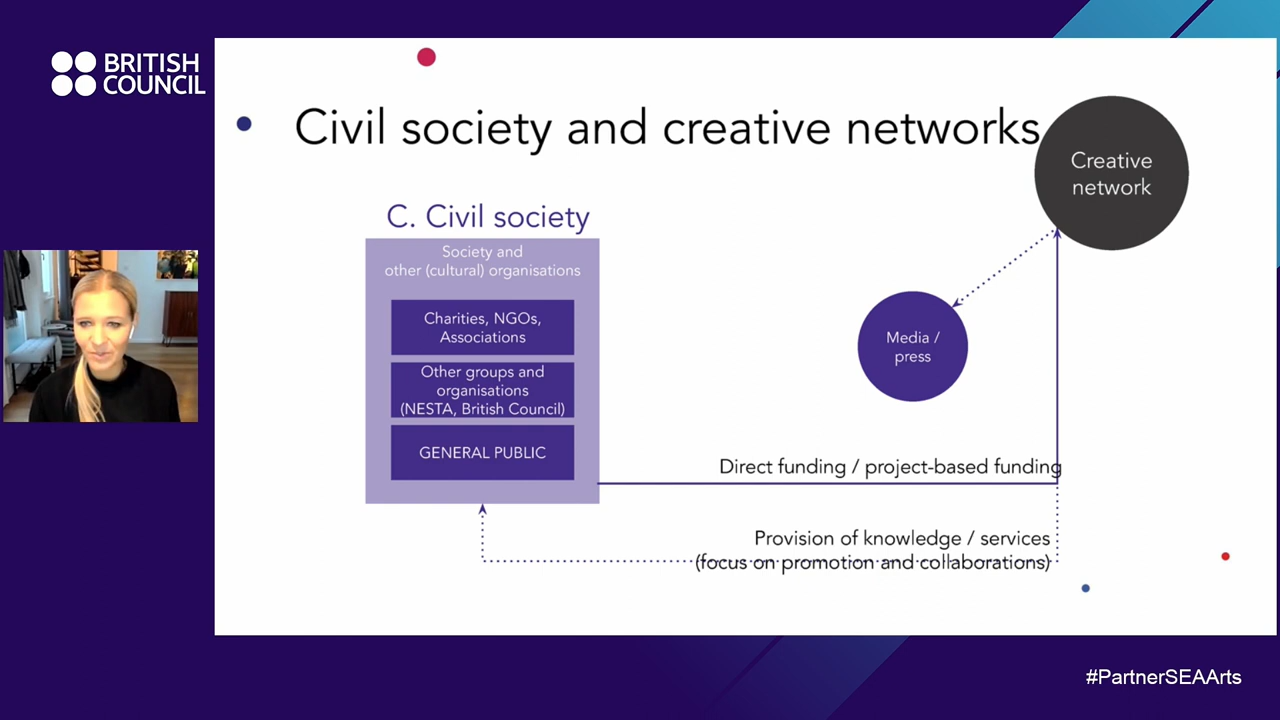 BRITISH
COUNCIL
Civil society and creative networks
Creative
network
C. Civil society
Society and
other (cultural) organisations
Charities, NGOs,
Associations
Other groups and
organisations
(NESTA, British Council)
GENERAL PUBLIC
Media /
press
Direct funding / project-based funding
Provision of knowledge / services
(focus on promotion and collaborations)
#PartnerSEAArts